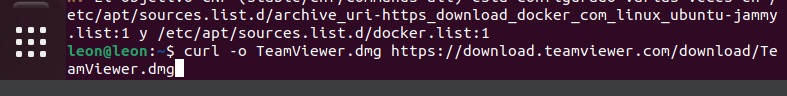 etc/apt/sources.list.d/archive_uri-https_download_docker_com_linux_ubuntu-jammy
.list:1 y /etc/apt/sources.list.d/docker.list:1
leon@leon:~$ curl -o TeamViewer.dmg https://download.teamviewer.com/download/Te
amViewer.dmg